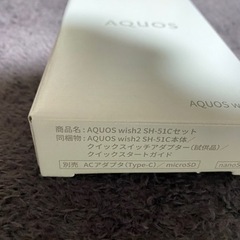 AQUOS
AQUOS w
商品名：AQUOS wish2 SH-51Cセット
同梱物：AQUOS wish2 SH-51C本体／
クイックスイッチアダプター（試供品）／
クイックスタートガイド
別売 ACアダプタ(Type-C)／microSD
nanoS